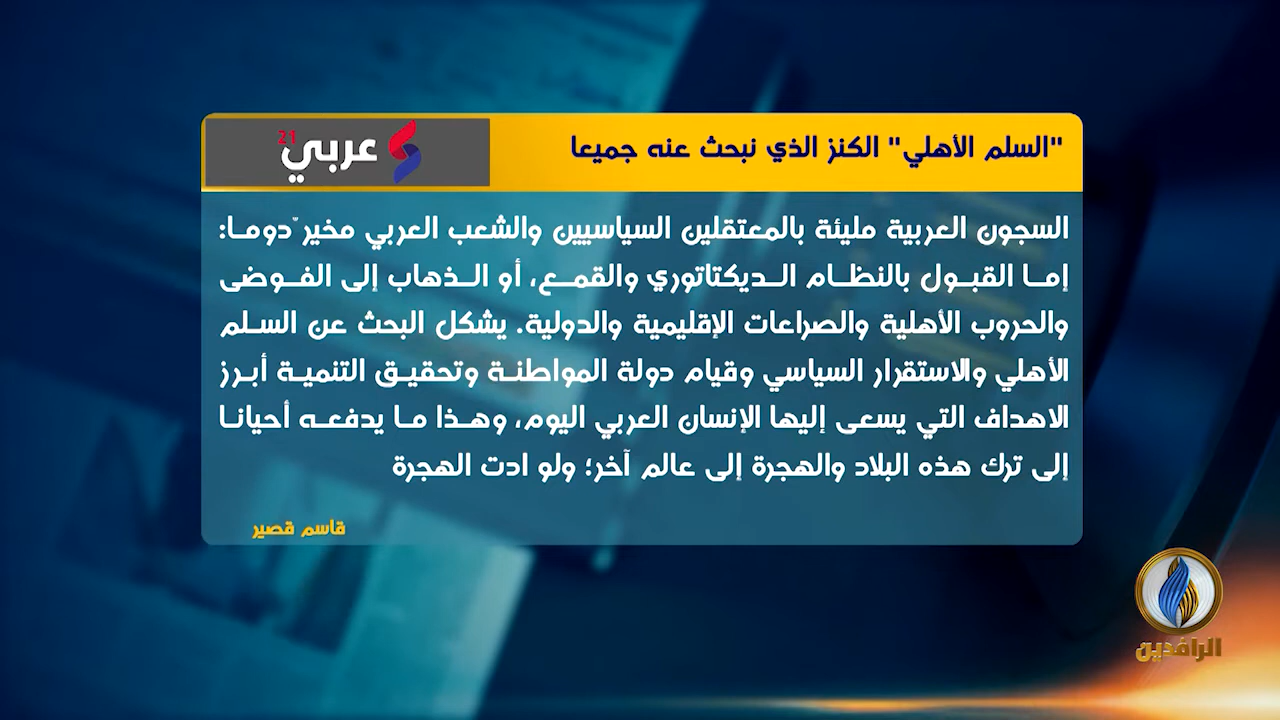 "السلم الأهلي" الكنز الذي نبحث عنه جميعا
عربي 21
السجون العربية مليئة بالمعتقلين السياسيين والشعب العربي مخيرّ دوما:
إما القبول بالنظام الديكتاتوري والقمع، أو الذهاب إلى الفوضى
والحروب الأهلية والصراعات الإقليمية والدولية. يشكل البحث عن السلم
الأهلي والاستقرار السياسي وقيام دولة المواطنة وتحقيق التنمية أبرز
الاهداف التي يسعى إليها الإنسان العربي اليوم، وهذا ما يدفعه أحيانا
إلى ترك هذه البلاد والهجرة إلى عالم آخر؛ ولو ادت الهجرة
قاسم قصير
الرافدين